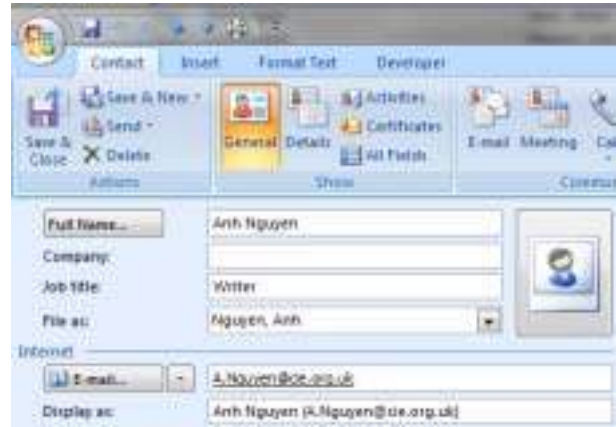 Contact Insert Format Text Developer
Save & Close
Save & New
Send
Delete
Actions
General
Details
Activities
Certificates
All Fields
Show
E-mail
Meeting
Full Name... Anh Nguyen
Company:
Job title: Writer
File as: Nguyen, Anh
Internet
E-mail... A.Nguyen@cie.org.uk
Display as: Anh Nguyen (A.Nguyen@cie.org.uk)